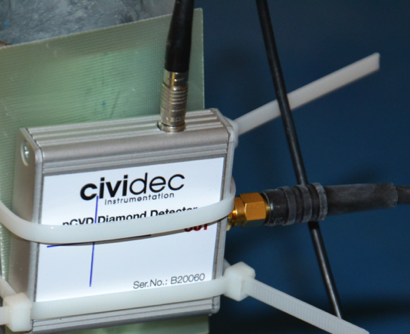 cividec
instrumentation
pCVD Diamond Detector
Ser.No.: B20060